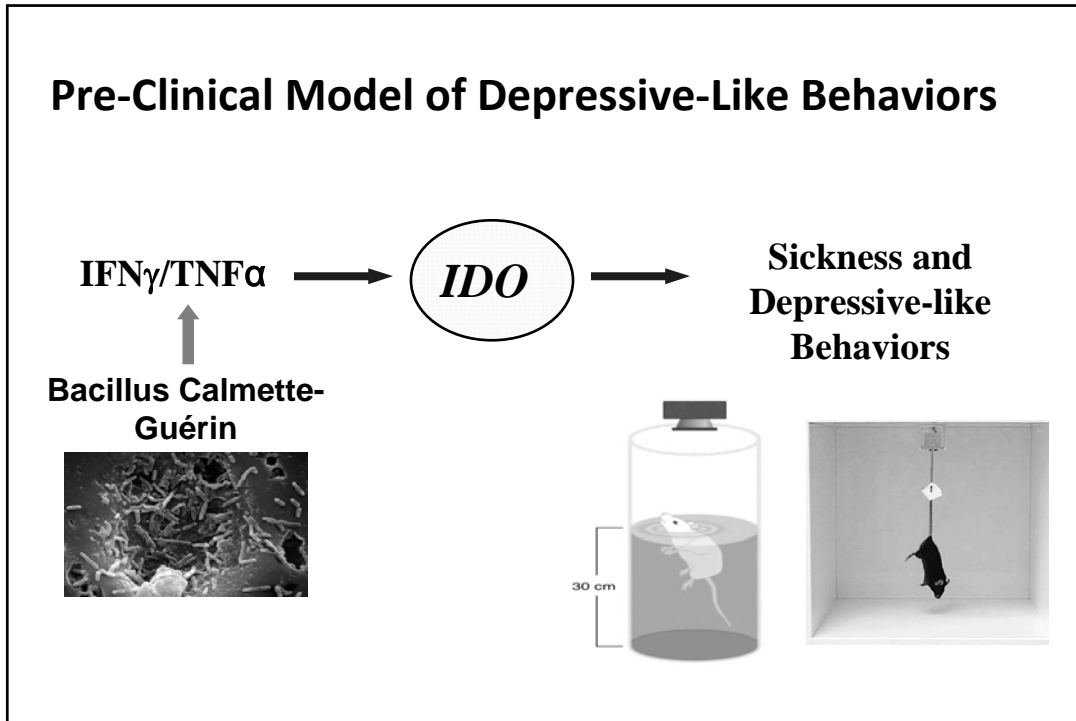 Pre-Clinical Model of Depressive-Like Behaviors
IFNγ/TNFα
IDO
Sickness and
Depressive-like
Behaviors
Bacillus Calmette-
Guérin
30 cm